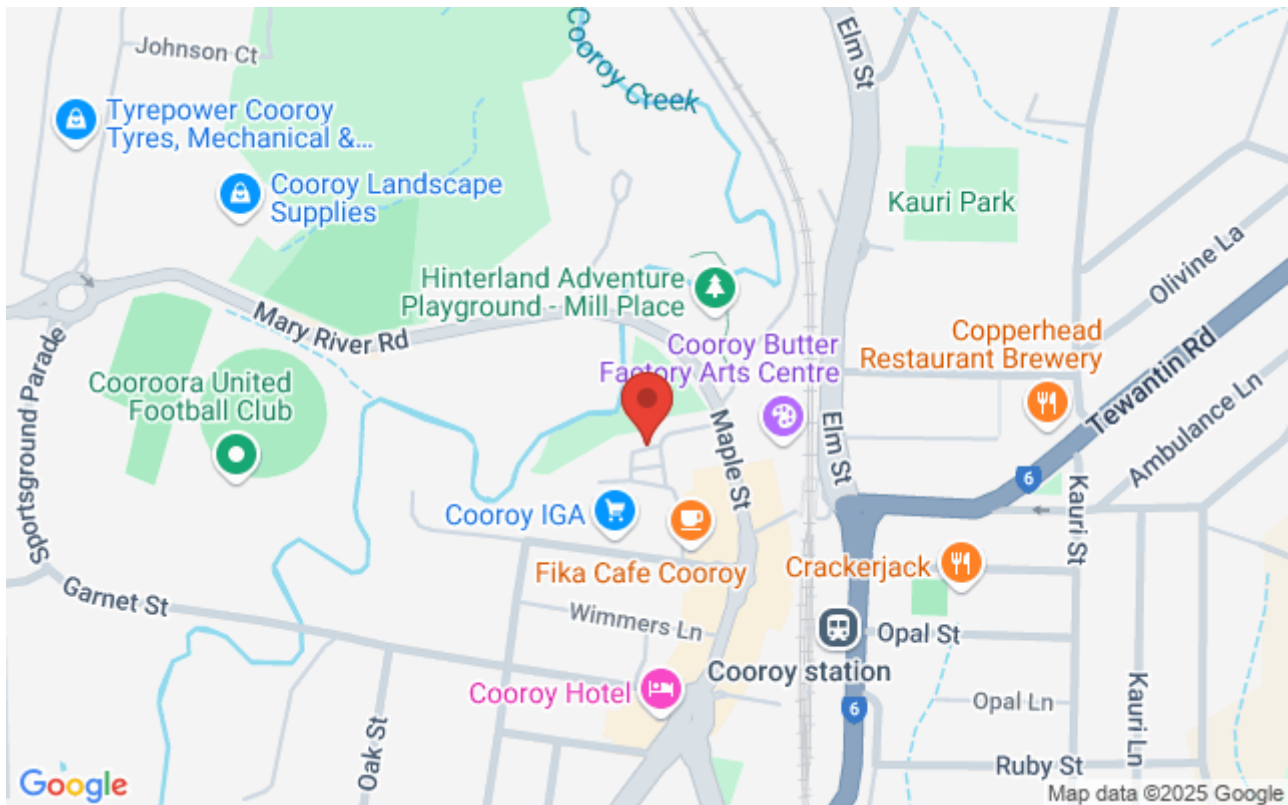 Johnson Ct
Cooroy Creek
Elm St
Tyrepower Cooroy
Tyres, Mechanical &...
Cooroy Landscape
Supplies
Kauri Park
Olivine La
Hinterland Adventure
Playground - Mill Place
Mary River Rd
Cooroy Butter
Factory Arts Centre
Copperhead
Restaurant Brewery
Tewantin Rd
Ambulance Ln
Sportsground Parade
Cooroora United
Football Club
Maple St
Elm St
6
Kauri St
Cooroy IGA
Fika Cafe Cooroy
Crackerjack
Garnet St
Wimmers Ln
Opal St
Cooroy station
Cooroy Hotel
Opal Ln
Kauri Ln
6
Oak St
Ruby St
Google
Map data ©2025 Google